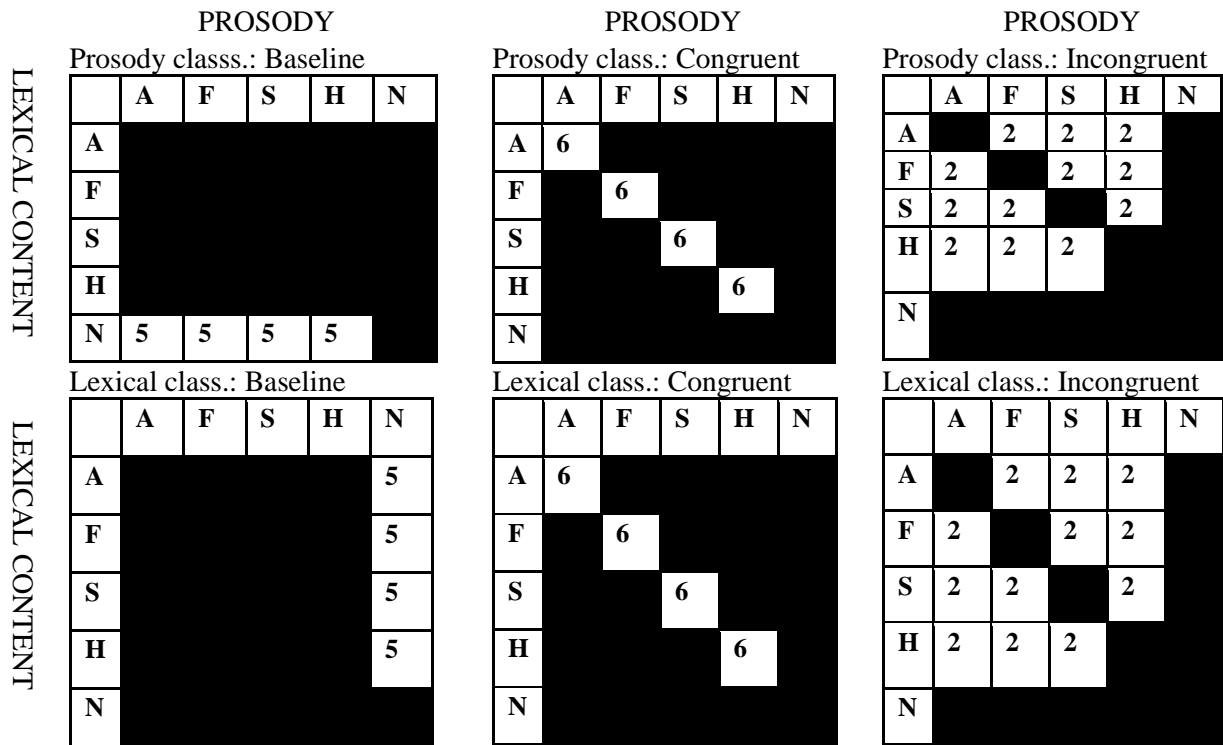 PROSODY PROSODY PROSODY
Prosody classs.: Baseline Prosody class.: Congruent Prosody class.: Incongruent
LEXICAL CONTENT
A F S H N
A
F
S
H
N 5 5 5 5
A F S H N
A 6
F 6
S 6
H 6
N
A F S H N
A 2 2 2
F 2 2 2
S 2 2 2
H 2 2 2
N
Lexical class.: Baseline Lexical class.: Congruent Lexical class.: Incongruent
LEXICAL CONTENT
A F S H N
A 5
F 5
S 5
H 5
N
A F S H N
A 6
F 6
S 6
H 6
N
A F S H N
A 2 2 2
F 2 2 2
S 2 2 2
H 2 2 2
N